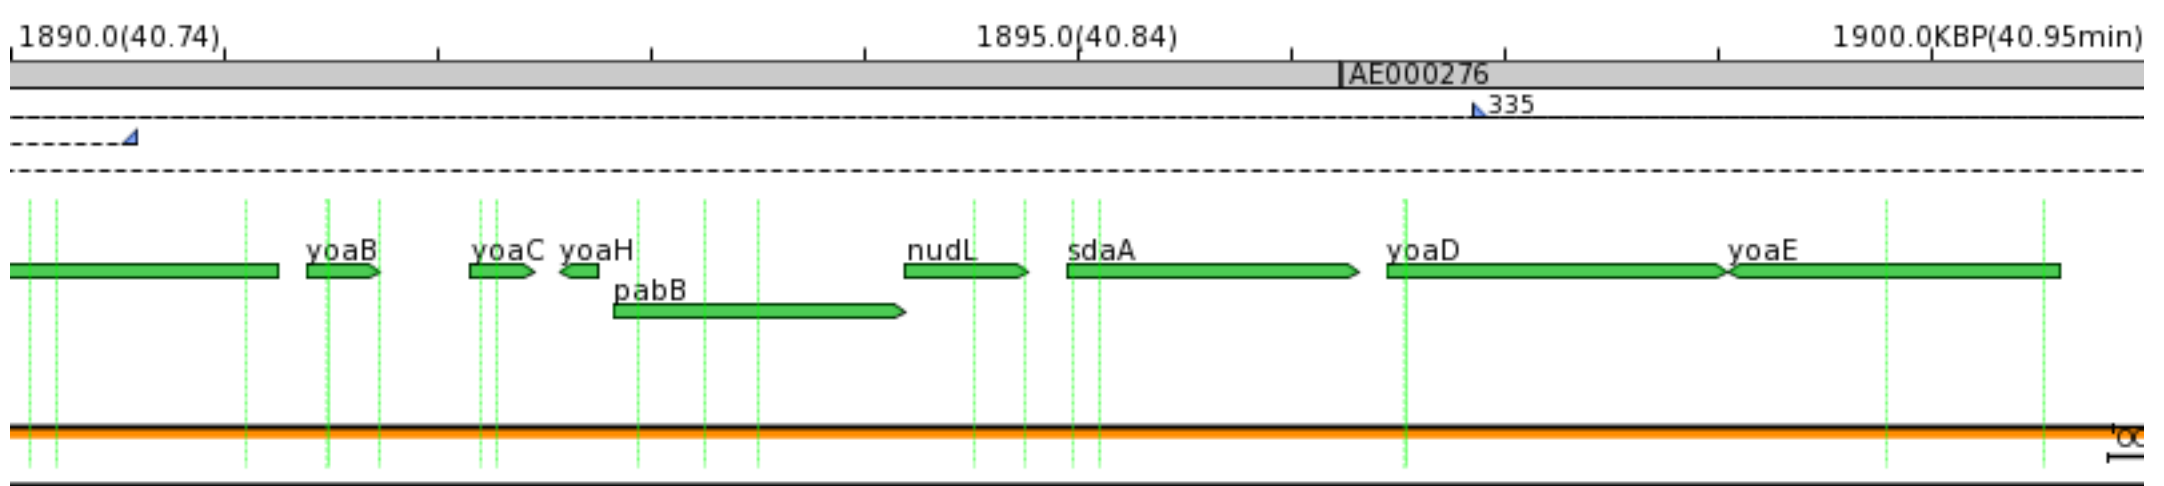 1890.0(40.74) 1895.0(40.84) 1900.0KBP(40.95min)
AE000276
335
yoaB yoaC yoaH nudL sdaA yoaD yoaE
pabB